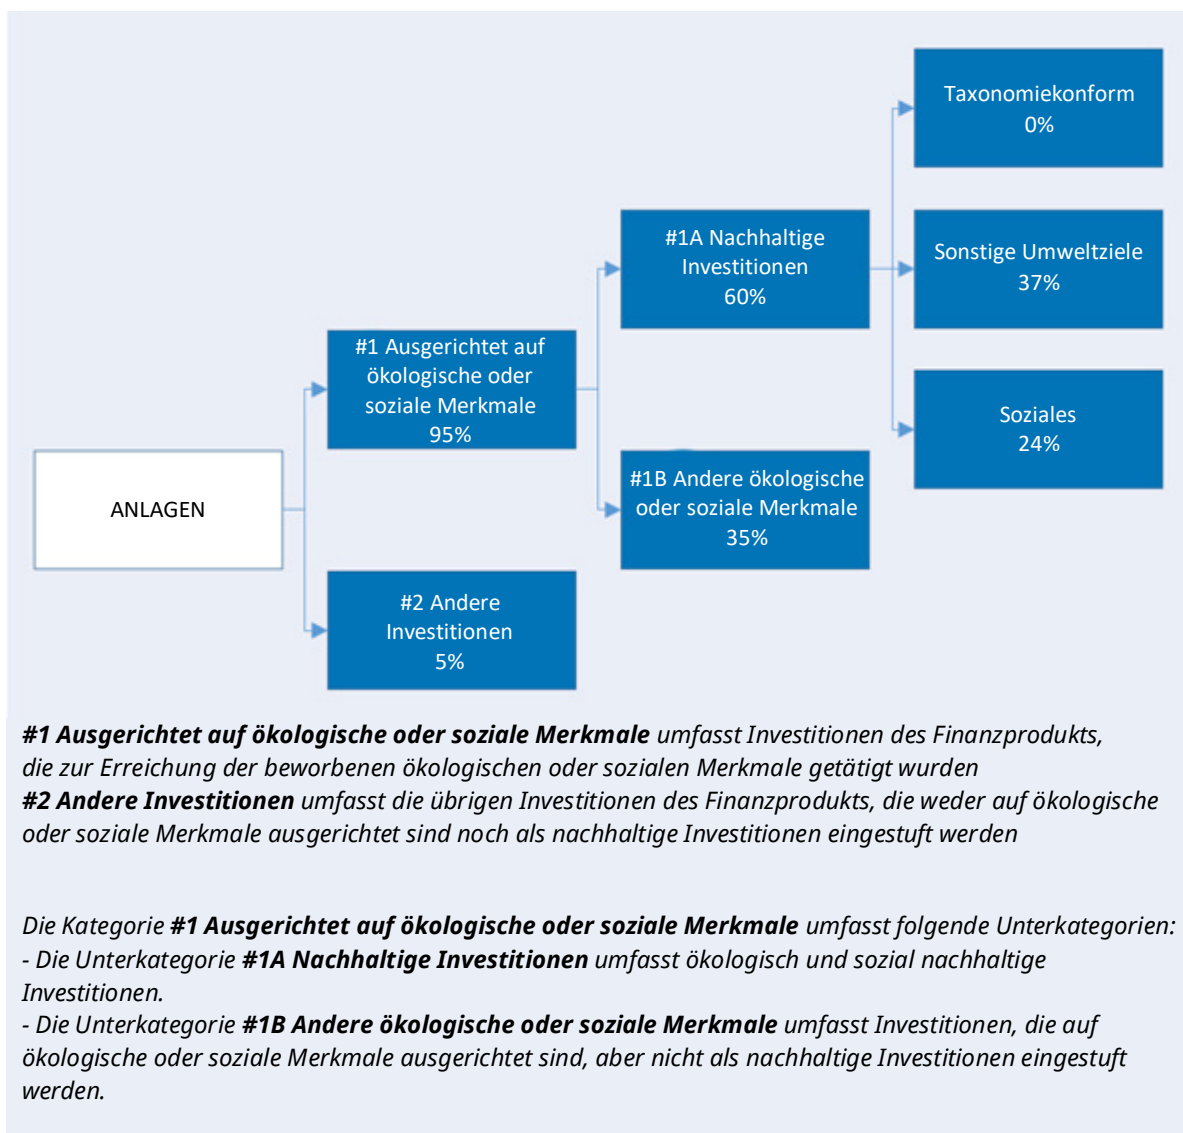 Taxonomiekonform
0%
#1A Nachhaltige
Investitionen
60%
Sonstige Umweltziele
37%
#1 Ausgerichtet auf
ökologische oder
soziale Merkmale
95%
Soziales
24%
ANLAGEN
#1B Andere ökologische
oder soziale Merkmale
35%
#2 Andere
Investitionen
5%
#1 Ausgerichtet auf ökologische oder soziale Merkmale umfasst Investitionen des Finanzprodukts,
die zur Erreichung der beworbenen ökologischen oder sozialen Merkmale getätigt wurden
#2 Andere Investitionen umfasst die übrigen Investitionen des Finanzprodukts, die weder auf ökologische
oder soziale Merkmale ausgerichtet sind noch als nachhaltige Investitionen eingestuft werden
Die Kategorie #1 Ausgerichtet auf ökologische oder soziale Merkmale umfasst folgende Unterkategorien:
- Die Unterkategorie #1A Nachhaltige Investitionen umfasst ökologisch und sozial nachhaltige
Investitionen.
- Die Unterkategorie #1B Andere ökologische oder soziale Merkmale umfasst Investitionen, die auf
ökologische oder soziale Merkmale ausgerichtet sind, aber nicht als nachhaltige Investitionen eingestuft
werden.